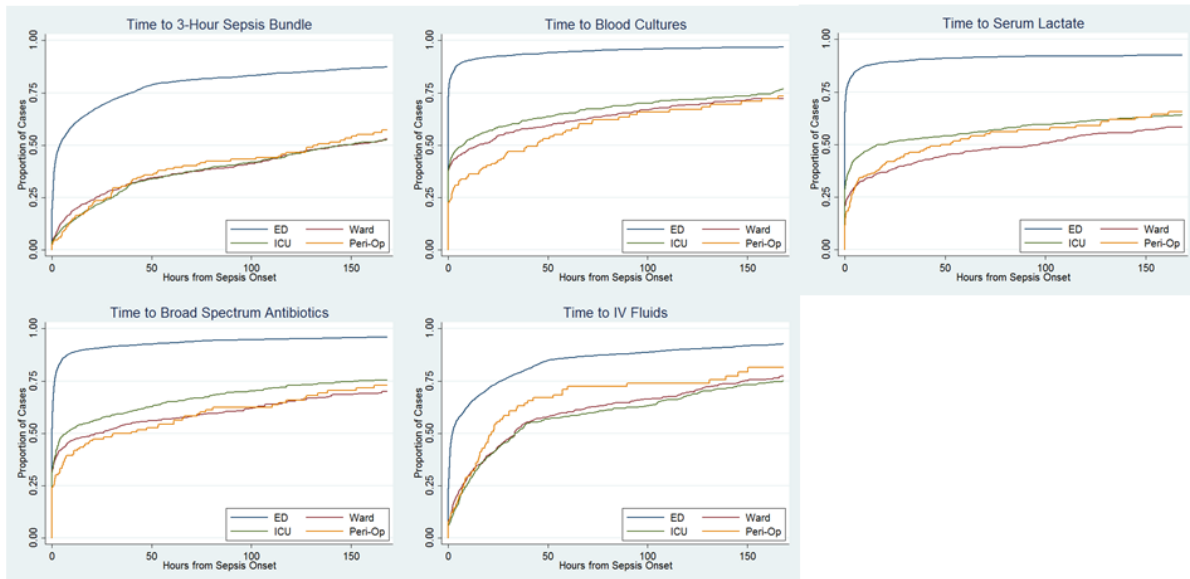 Time to 3-Hour Sepsis Bundle
Proportion of Cases
0.00 0.25 0.50 0.75 1.00
0 50 100 150
Hours from Sepsis Onset
ED Ward
ICU Peri-Op
Time to Blood Cultures
Proportion of Cases
0.00 0.25 0.50 0.75 1.00
0 50 100 150
Hours from Sepsis Onset
ED Ward
ICU Peri-Op
Time to Serum Lactate
Proportion of Cases
0.00 0.25 0.50 0.75 1.00
0 50 100 150
Hours from Sepsis Onset
ED Ward
ICU Peri-Op
Time to Broad Spectrum Antibiotics
Proportion of Cases
0.00 0.25 0.50 0.75 1.00
0 50 100 150
Hours from Sepsis Onset
ED Ward
ICU Peri-Op
Time to IV Fluids
Proportion of Cases
0.00 0.25 0.50 0.75 1.00
0 50 100 150
Hours from Sepsis Onset
ED Ward
ICU Peri-Op